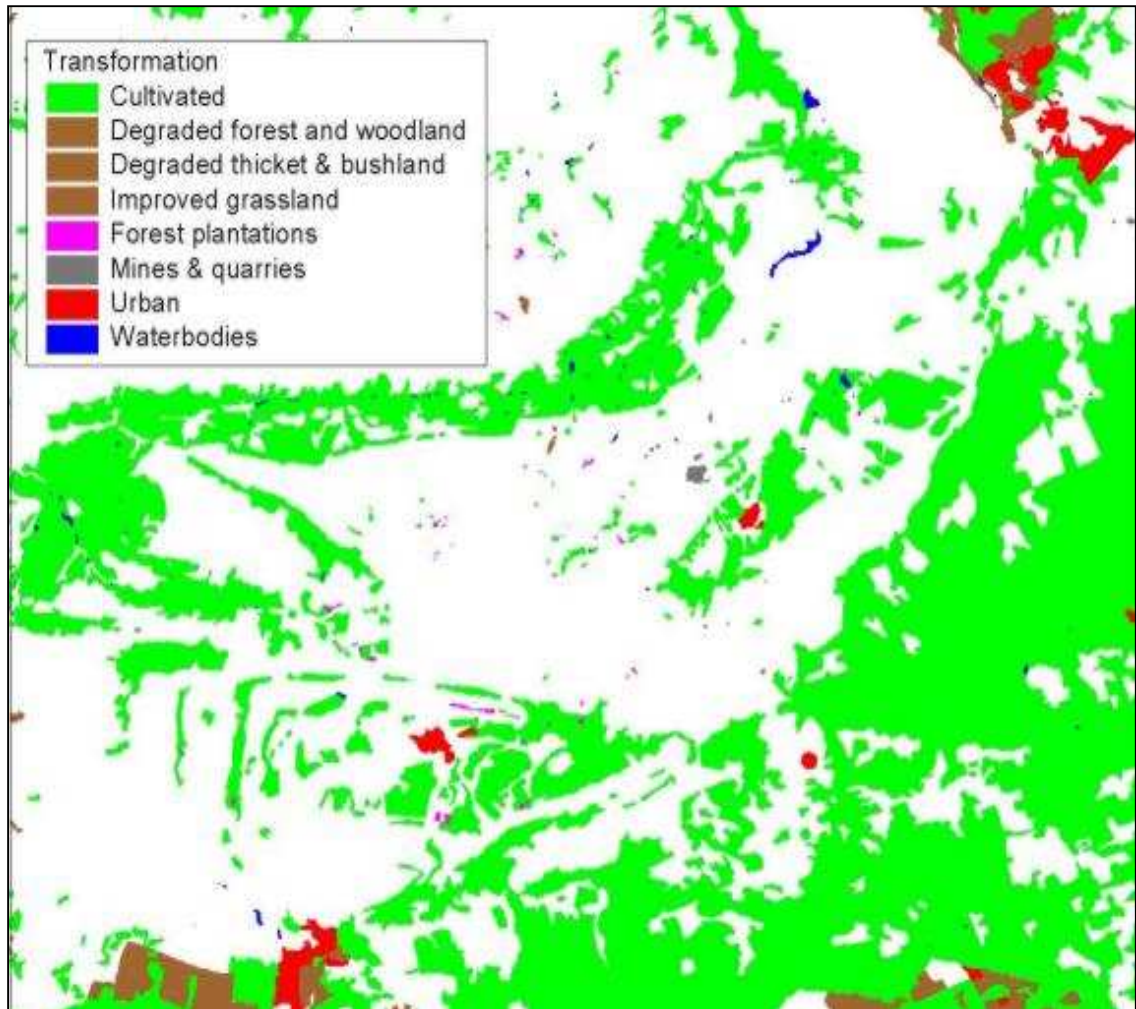 Transformation
Cultivated
Degraded forest and woodland
Degraded thicket & bushland
Improved grassland
Forest plantations
Mines & quarries
Urban
Waterbodies